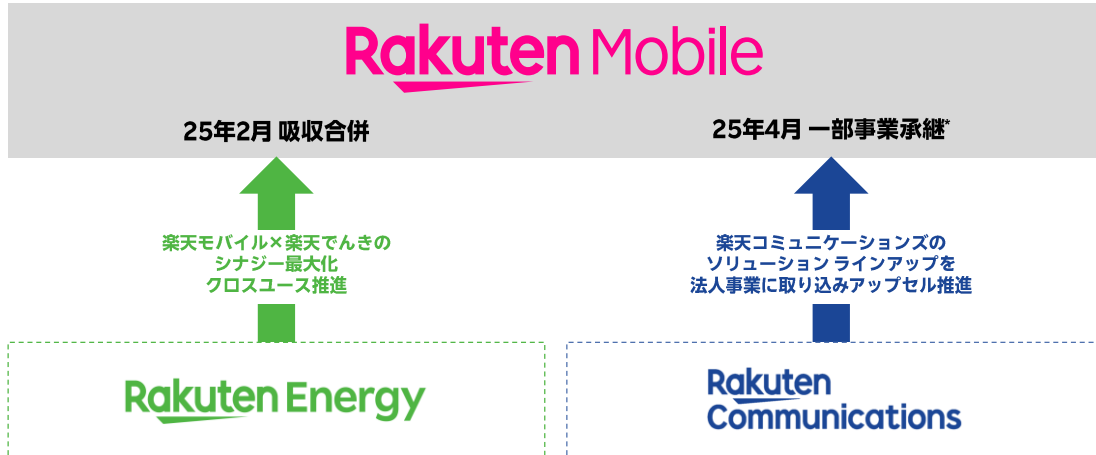 Rakuten Mobile
25年2月 吸収合併
25年4月 一部事業承継*
楽天モバイル×楽天でんきの
シナジー最大化
クロスユース推進
楽天コミュニケーションズの
ソリューション ラインアップを
法人事業に取り込みアップセル推進
Rakuten Energy
Rakuten
Communications